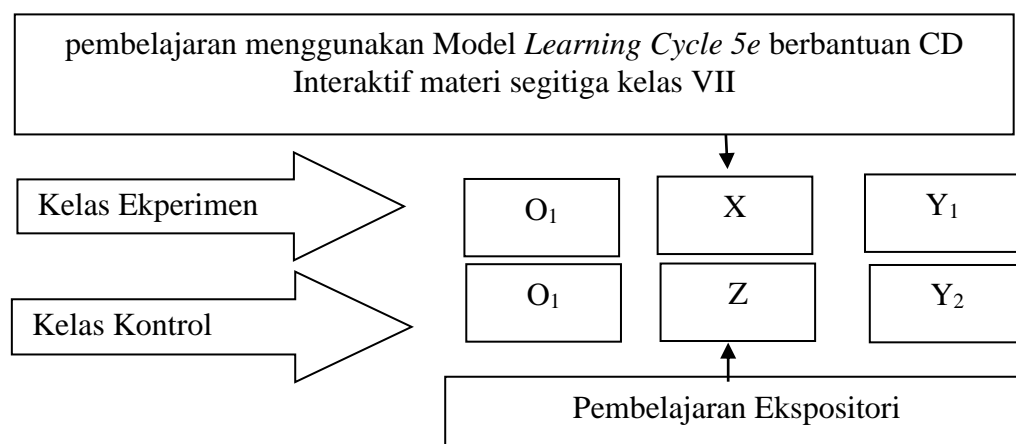 pembelajaran menggunakan Model Learning Cycle 5e berbantuan CD
Interaktif materi segitiga kelas VII
Kelas Ekperimen
O₁
X
Y₁
Kelas Kontrol
O₁
Z
Y₂
Pembelajaran Ekspositori